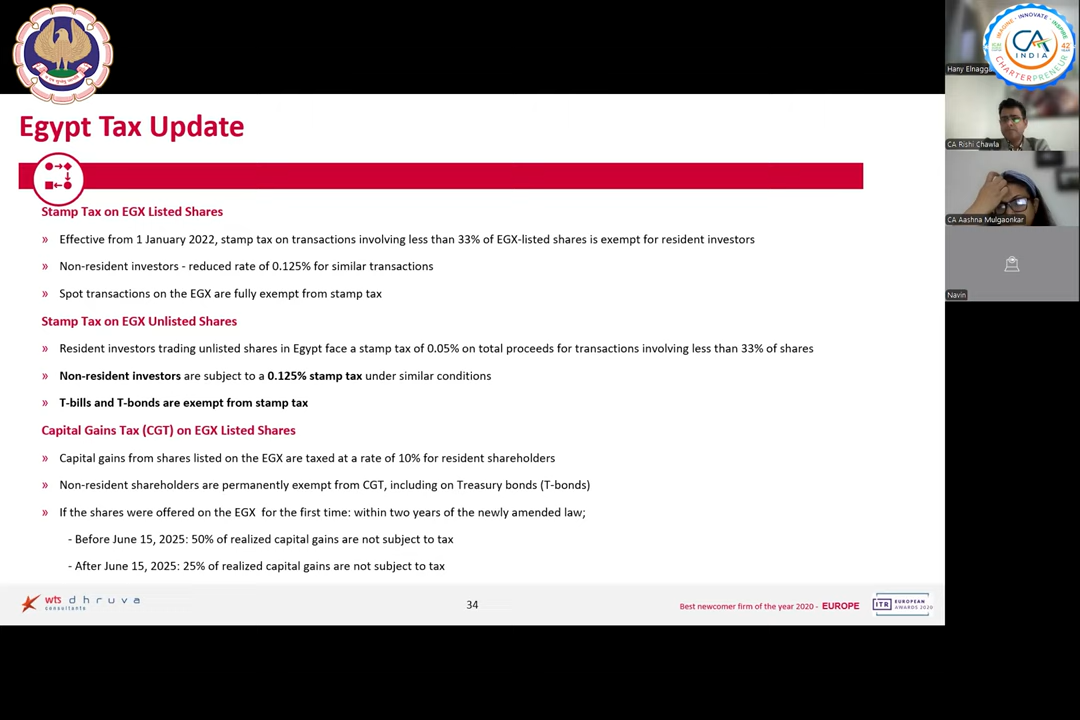 Egypt Tax Update
Stamp Tax on EGX Listed Shares
» Effective from 1 January 2022, stamp tax on transactions involving less than 33% of EGX-listed shares is exempt for resident investors
» Non-resident investors - reduced rate of 0.125% for similar transactions
» Spot transactions on the EGX are fully exempt from stamp tax
Stamp Tax on EGX Unlisted Shares
» Resident investors trading unlisted shares in Egypt face a stamp tax of 0.05% on total proceeds for transactions involving less than 33% of shares
» Non-resident investors are subject to a 0.125% stamp tax under similar conditions
» T-bills and T-bonds are exempt from stamp tax
Capital Gains Tax (CGT) on EGX Listed Shares
» Capital gains from shares listed on the EGX are taxed at a rate of 10% for resident shareholders
» Non-resident shareholders are permanently exempt from CGT, including on Treasury bonds (T-bonds)
» If the shares were offered on the EGX for the first time: within two years of the newly amended law;
- Before June 15, 2025: 50% of realized capital gains are not subject to tax
- After June 15, 2025: 25% of realized capital gains are not subject to tax
wts dhruva
consultants
34
Best newcomer firm of the year 2020 - EUROPE
ITR EUROPEAN
AWARDS 2020
IMAGINE · INNOVATE · INSPIRE
CA
INDIA
42
CHARTERPRENEUR
Hany Elnagga
CA Rishi Chawla
CA Aashna Mulgaonkar
Navin